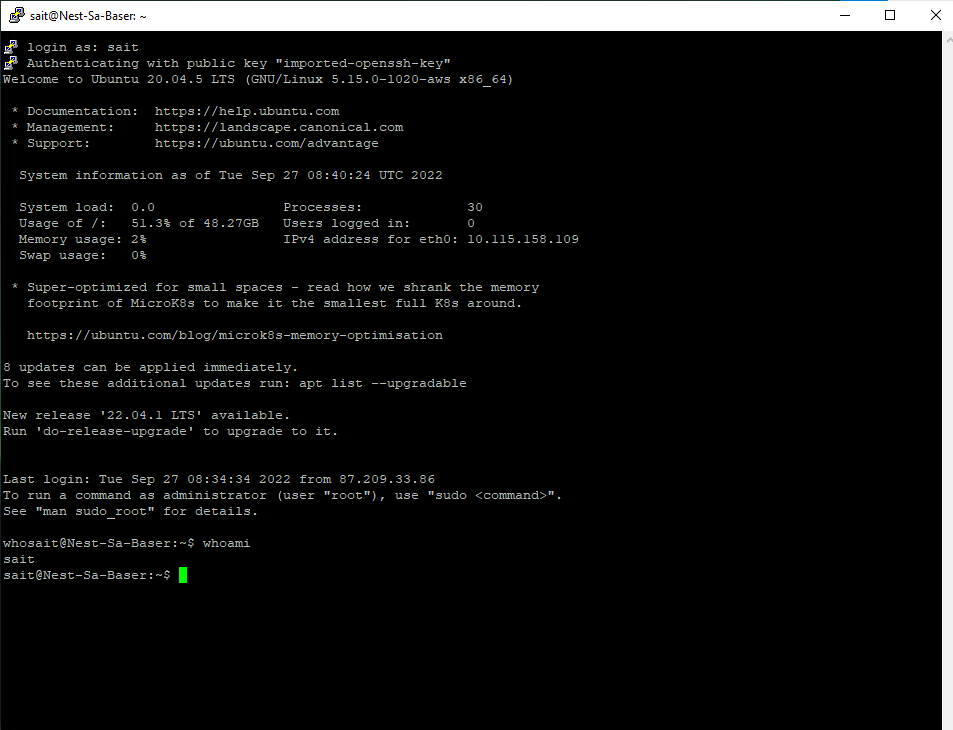 sait@Nest-Sa-Baser: ~
login as: sait
Authenticating with public key "imported-openssh-key"
Welcome to Ubuntu 20.04.5 LTS (GNU/Linux 5.15.0-1020-aws x86_64)
* Documentation:  https://help.ubuntu.com
* Management:     https://landscape.canonical.com
* Support:        https://ubuntu.com/advantage
System information as of Tue Sep 27 08:40:24 UTC 2022
System load:  0.0                Processes:             30
Usage of /:   51.3% of 48.27GB   Users logged in:       0
Memory usage: 2%                 IPv4 address for eth0: 10.115.158.109
Swap usage:   0%
* Super-optimized for small spaces - read how we shrank the memory
footprint of MicroK8s to make it the smallest full K8s around.
https://ubuntu.com/blog/microk8s-memory-optimisation
8 updates can be applied immediately.
To see these additional updates run: apt list --upgradable
New release '22.04.1 LTS' available.
Run 'do-release-upgrade' to upgrade to it.
Last login: Tue Sep 27 08:34:34 2022 from 87.209.33.86
To run a command as administrator (user "root"), use "sudo <command>".
See "man sudo_root" for details.
whosait@Nest-Sa-Baser:~$ whoami
sait
sait@Nest-Sa-Baser:~$